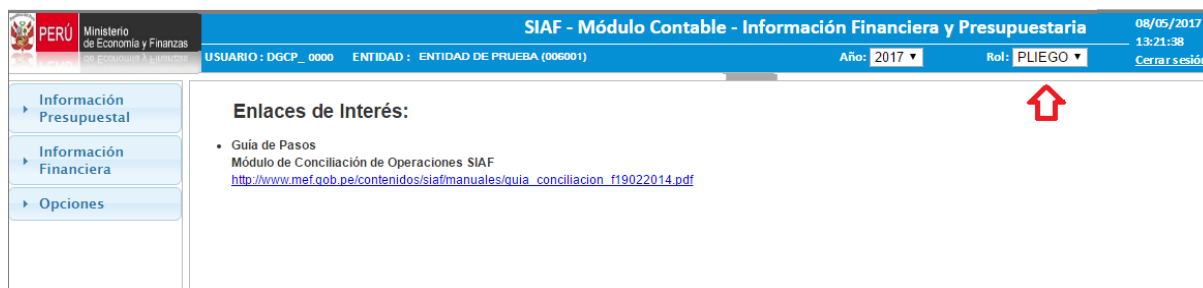 PERÚ Ministerio
de Economía y Finanzas
SIAF - Módulo Contable - Información Financiera y Presupuestaria
08/05/2017
13:21:38
USUARIO : DGCP_ 0000 ENTIDAD : ENTIDAD DE PRUEBA (006001) Año: 2017 Rol: PLIEGO
Cerrar sesión
Información
Presupuestal
Información
Financiera
Opciones
Enlaces de Interés:
Guía de Pasos
Módulo de Conciliación de Operaciones SIAF
http://www.mef.gob.pe/contenidos/siaf/manuales/guia_conciliacion_f19022014.pdf